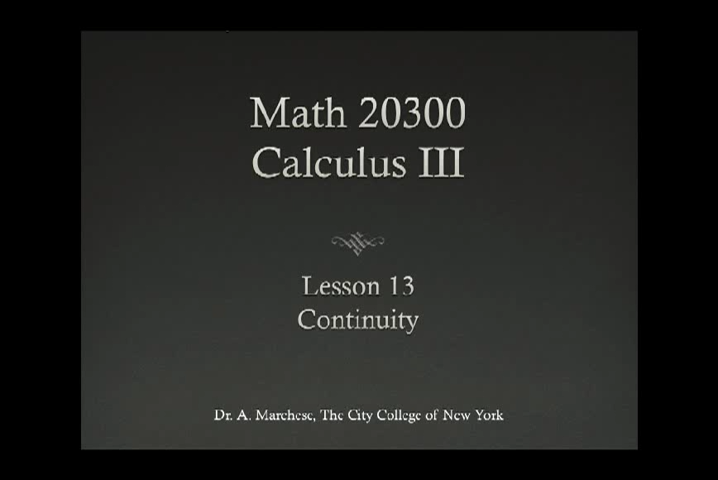 Math 20300
Calculus III
Lesson 13
Continuity
Dr. A. Marchese, The City College of New York